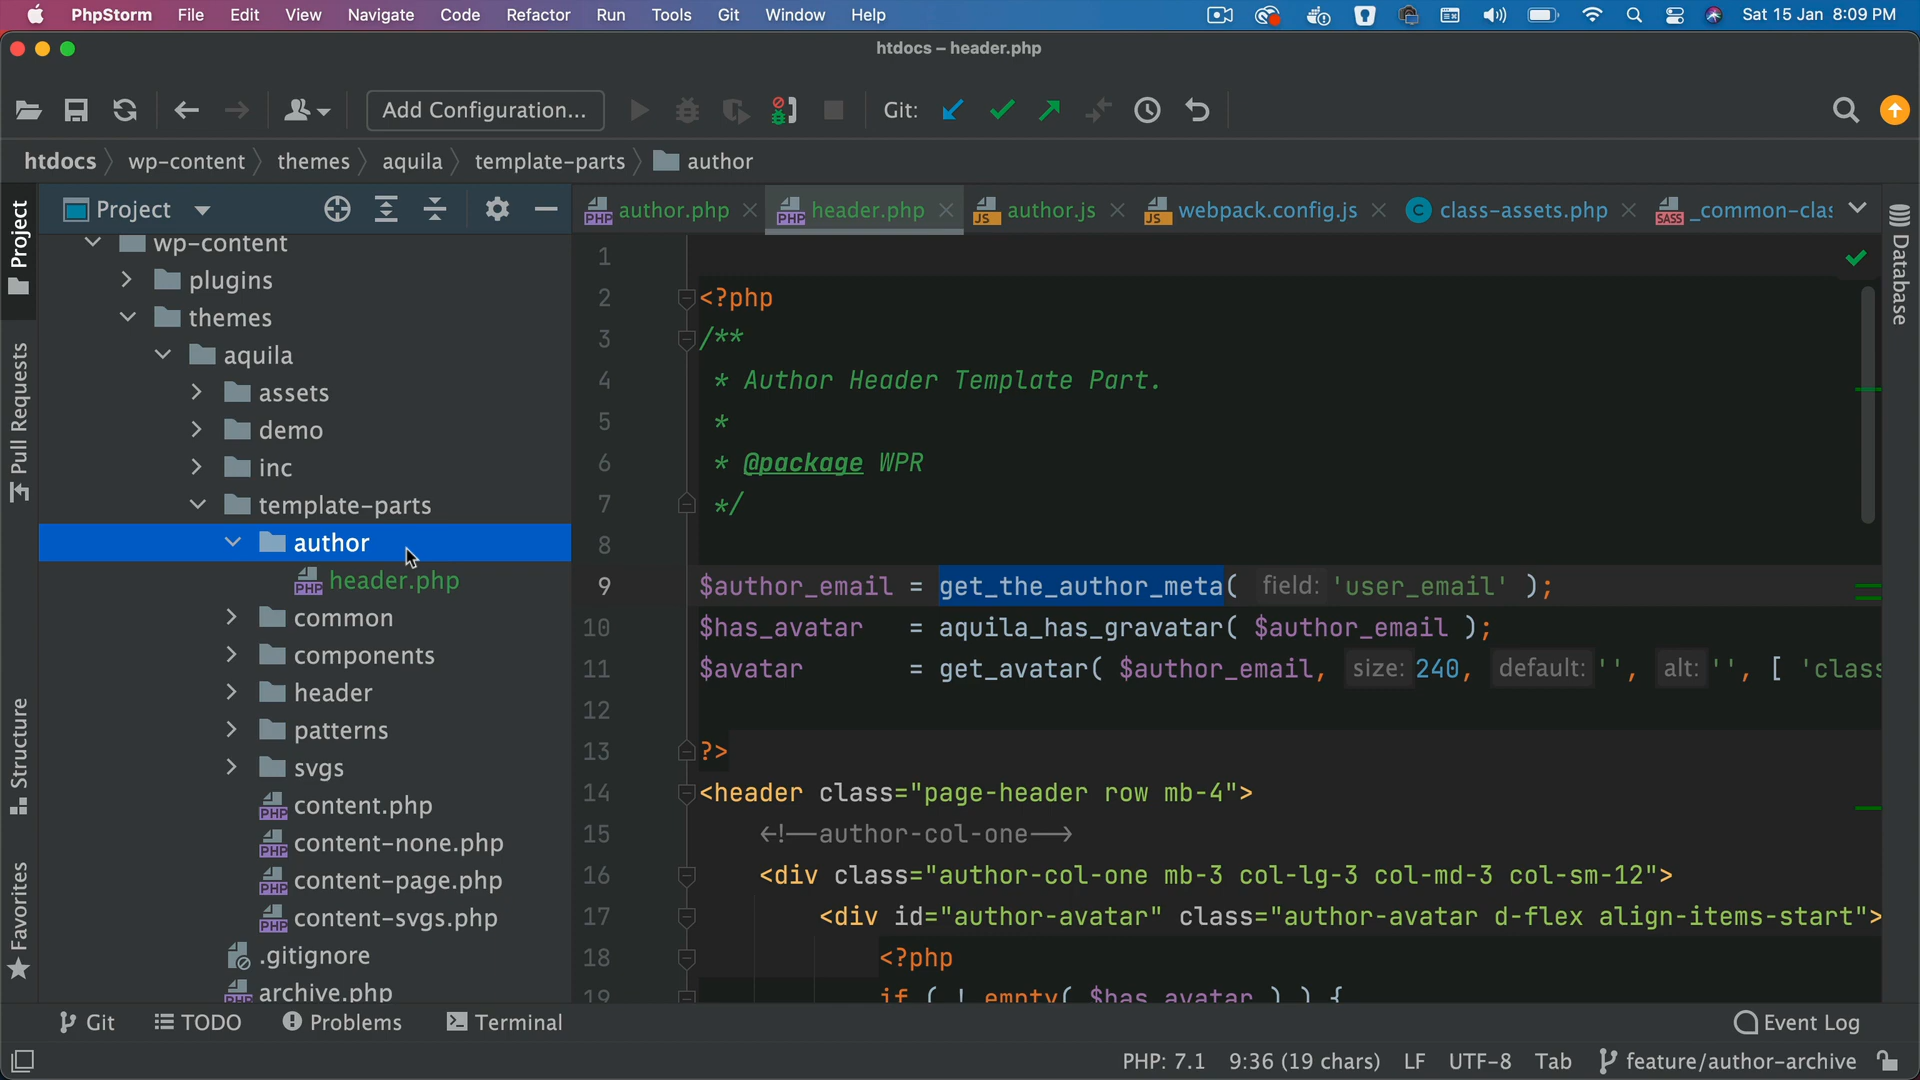 PhpStorm File Edit View Navigate Code Refactor Run Tools Git Window Help Sat 15 Jan 8:09 PM
htdocs – header.php
Add Configuration... Git:
htdocs wp-content themes aquila template-parts author
Project
author.php header.php author.js webpack.config.js class-assets.php _common-clas
Project
Pull Requests
Structure
Favorites
Database
wp-content
plugins
themes
aquila
assets
demo
inc
template-parts
author
header.php
common
components
header
patterns
svgs
content.php
content-none.php
content-page.php
content-svgs.php
.gitignore
archive.php
1
2 <?php
3 /**
4 * Author Header Template Part.
5 *
6 * @package WPR
7 */
8
9 $author_email = get_the_author_meta( field: 'user_email' );
10 $has_avatar = aquila_has_gravatar( $author_email );
11 $avatar = get_avatar( $author_email, size: 240, default: '', alt: '', [ 'class
12
13 ?>
14 <header class="page-header row mb-4">
15 <!--author-col-one-->
16 <div class="author-col-one mb-3 col-lg-3 col-md-3 col-sm-12">
17 <div id="author-avatar" class="author-avatar d-flex align-items-start">
18 <?php
19 if ( ! empty( $has_avatar ) ) {
Git TODO Problems Terminal Event Log
PHP: 7.1 9:36 (19 chars) LF UTF-8 Tab feature/author-archive